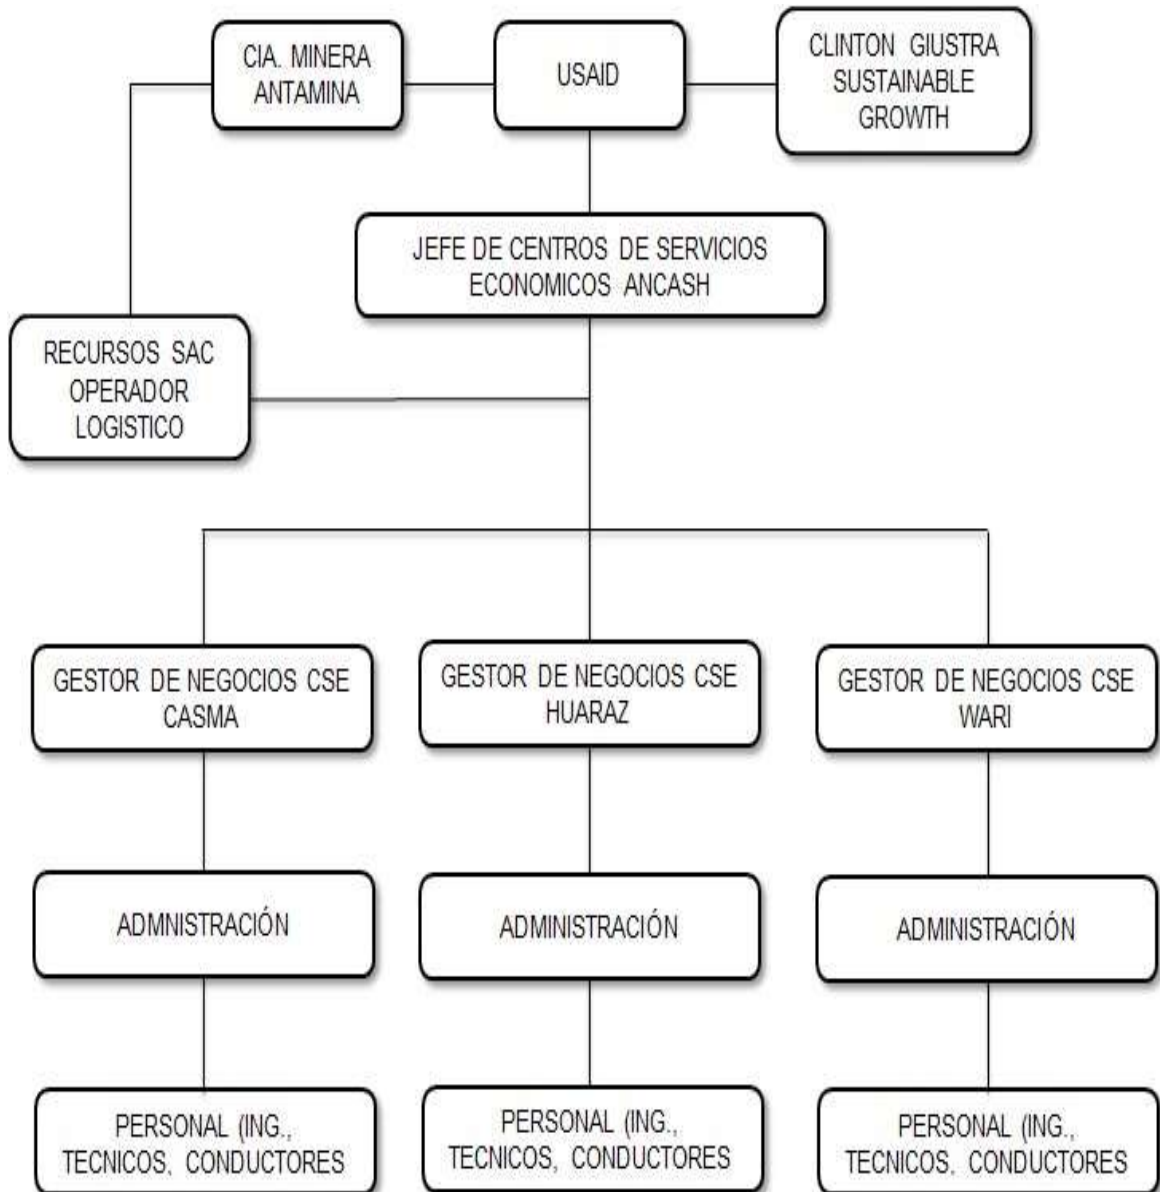 CIA. MINERA
ANTAMINA
USAID
CLINTON GIUSTRA
SUSTAINABLE
GROWTH
JEFE DE CENTROS DE SERVICIOS
ECONOMICOS ANCASH
RECURSOS SAC
OPERADOR
LOGISTICO
GESTOR DE NEGOCIOS CSE
CASMA
GESTOR DE NEGOCIOS CSE
HUARAZ
GESTOR DE NEGOCIOS CSE
WARI
ADMNISTRACIÓN
ADMINISTRACIÓN
ADMINISTRACIÓN
PERSONAL (ING.,
TECNICOS, CONDUCTORES
PERSONAL (ING.,
TECNICOS, CONDUCTORES
PERSONAL (ING.,
TECNICOS, CONDUCTORES